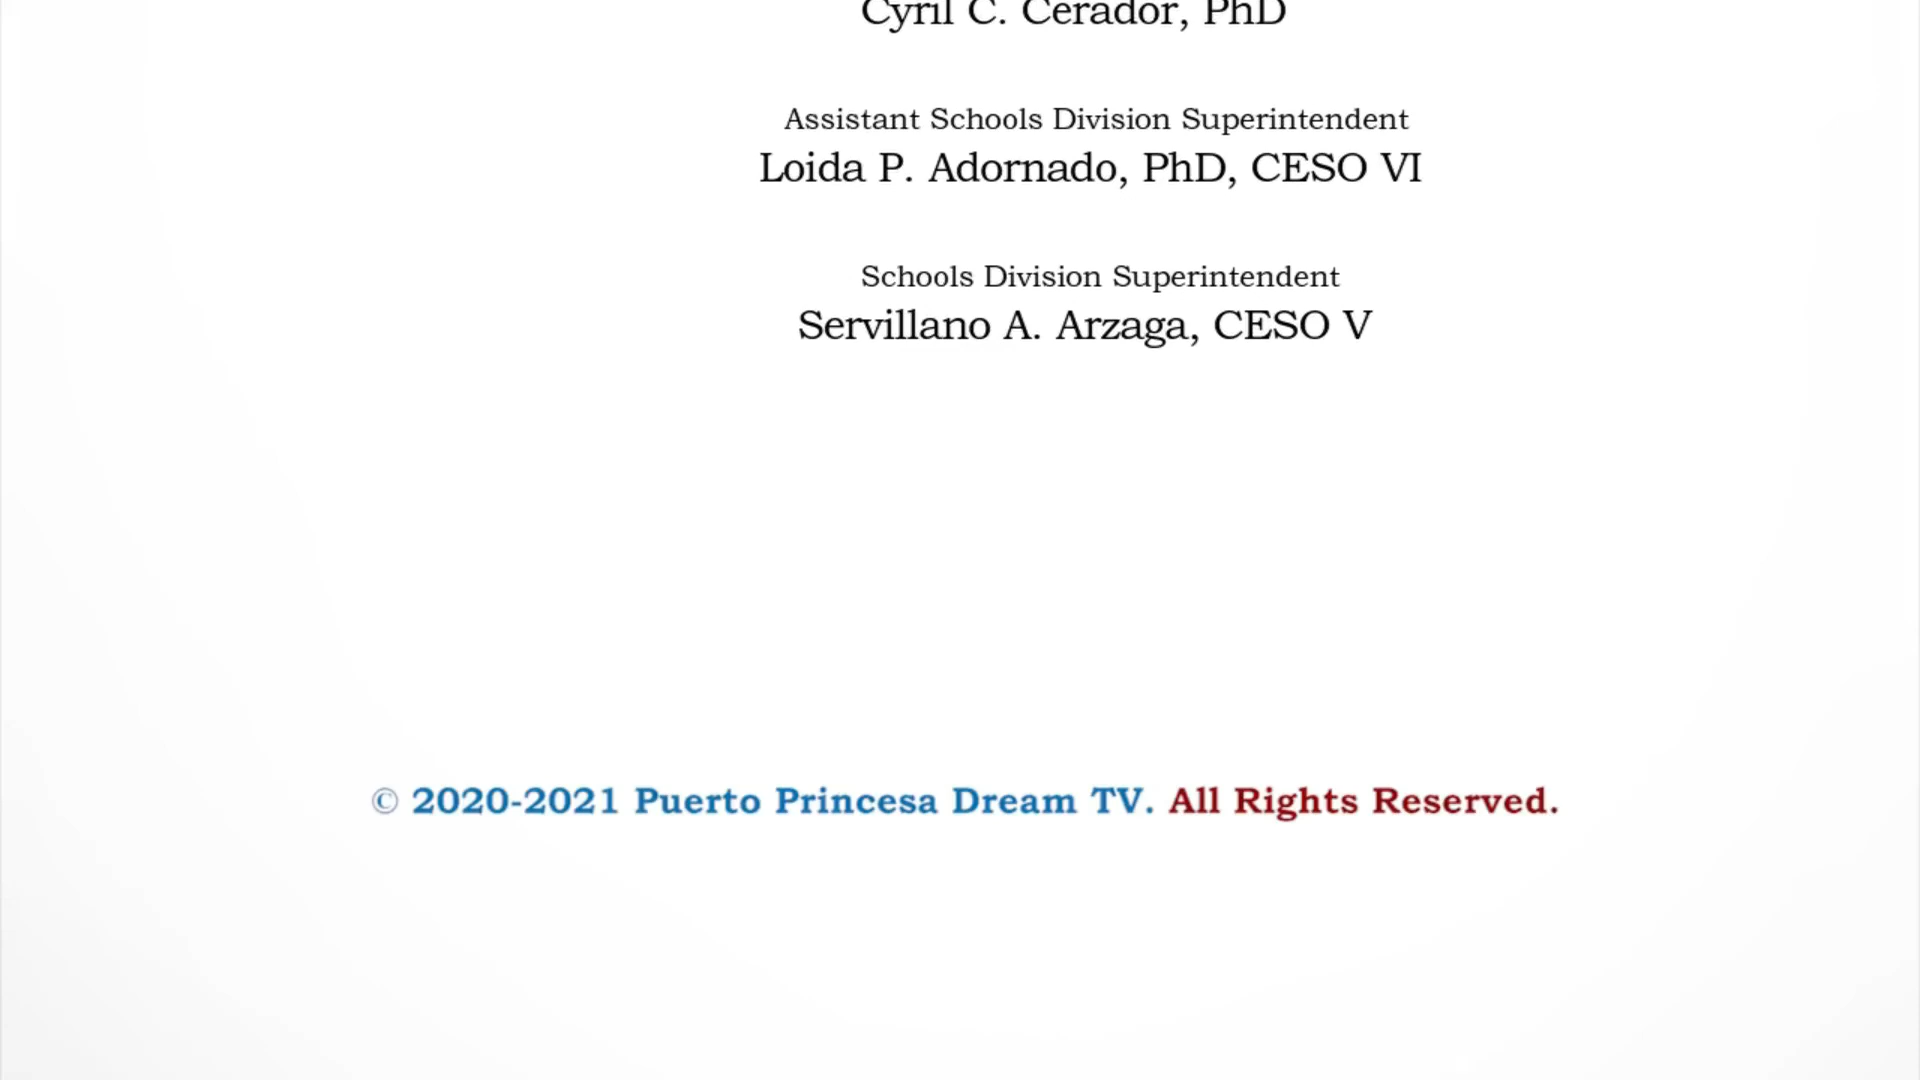 Cyril C. Cerador, PhD
Assistant Schools Division Superintendent
Loida P. Adornado, PhD, CESO VI
Schools Division Superintendent
Servillano A. Arzaga, CESO V
© 2020-2021 Puerto Princesa Dream TV. All Rights Reserved.